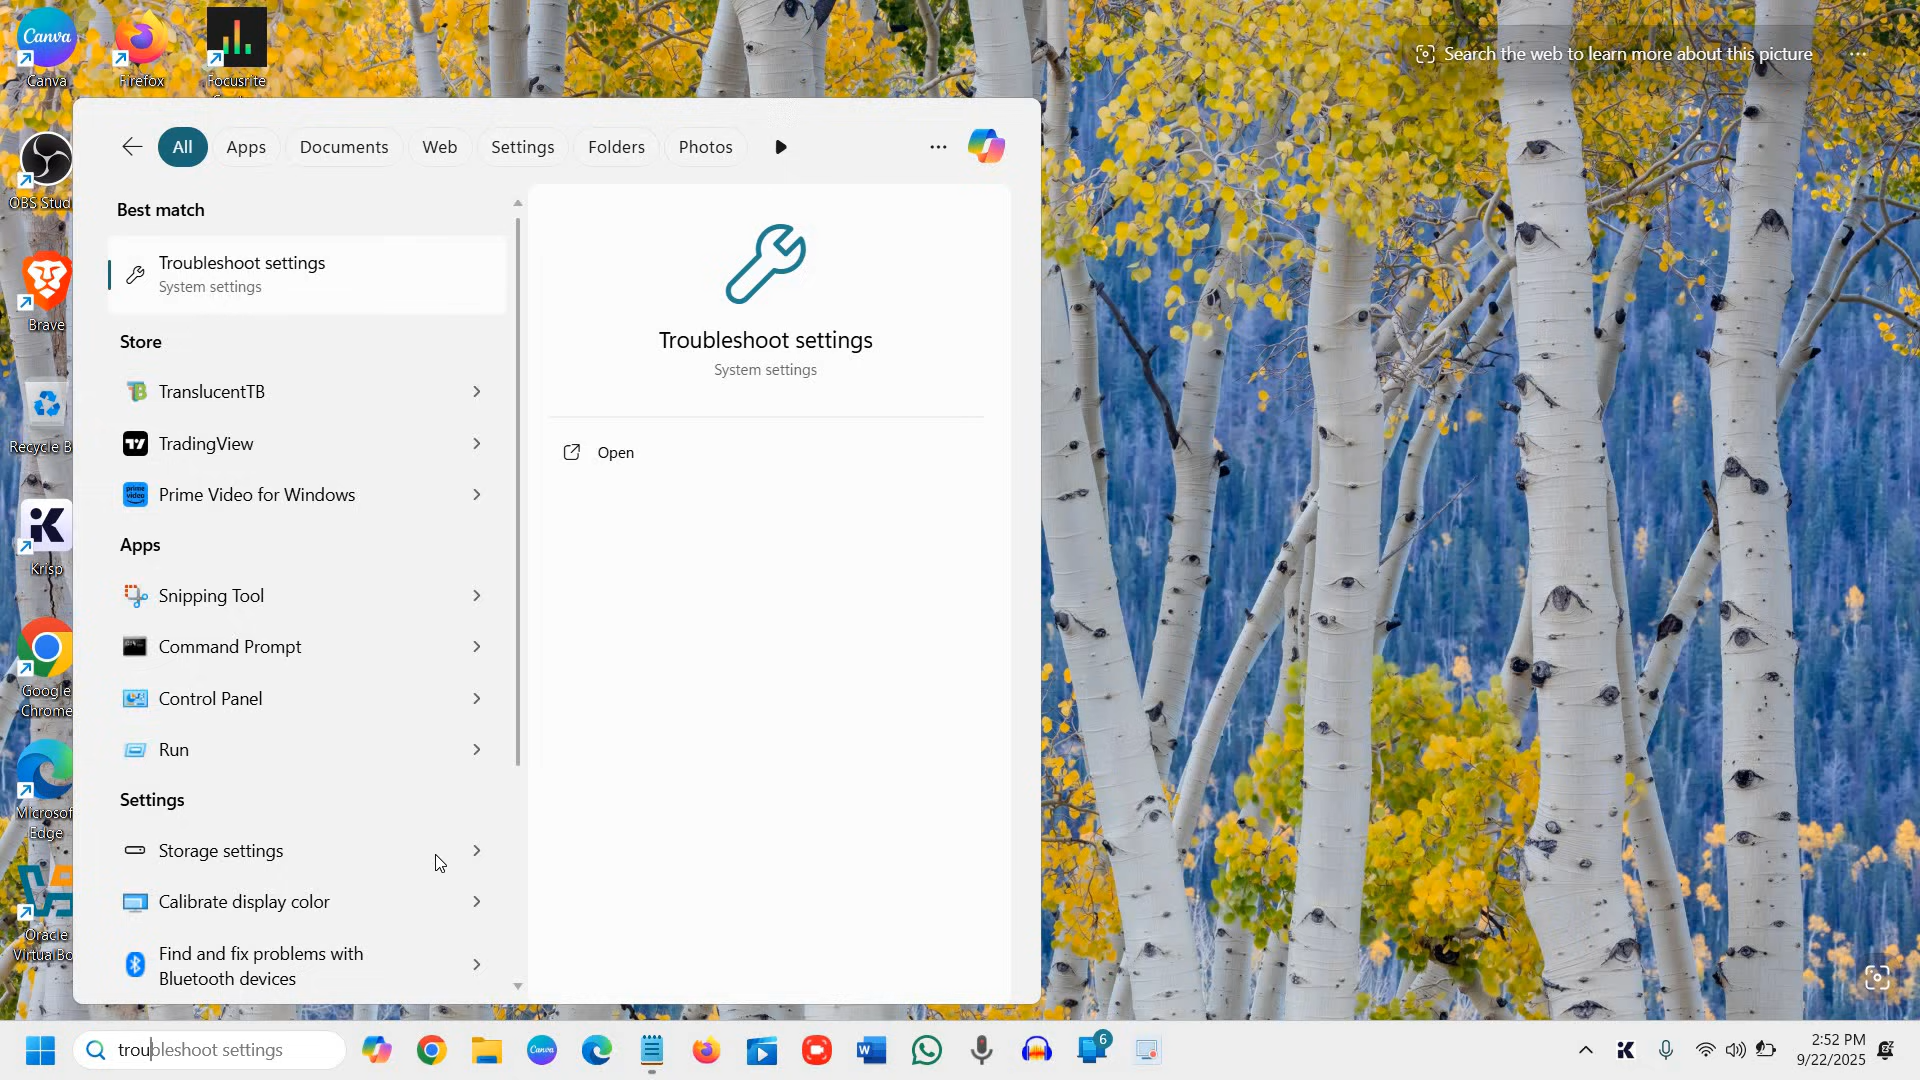 Canva
Canva
Firefox
Focusrite
Search the web to learn more about this picture
OBS Stud
Brave
Recycle B
Krisp
Google
Chrome
Microsof
Edge
Oracle
Virtual Bo
All
Apps
Documents
Web
Settings
Folders
Photos
Best match
Troubleshoot settings
System settings
Store
TranslucentTB
TradingView
prime video
Prime Video for Windows
Apps
Snipping Tool
Command Prompt
Control Panel
Run
Settings
Storage settings
Calibrate display color
Find and fix problems with
Bluetooth devices
Troubleshoot settings
System settings
Open
troubleshoot settings
Canva
6
2:52 PM
9/22/2025